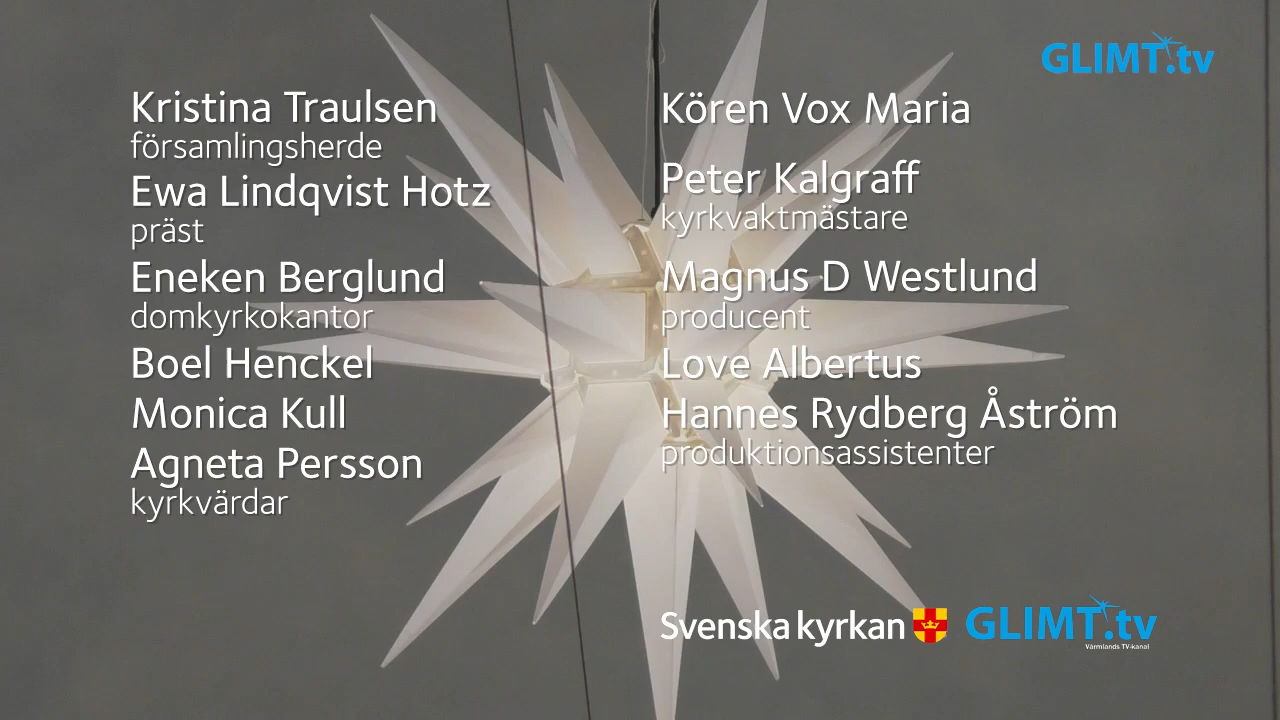 GLIMT.tv
Kristina Traulsen
församlingsherde
Ewa Lindqvist Hotz
präst
Eneken Berglund
domkyrkokantor
Boel Henckel
Monica Kull
Agneta Persson
kyrkvärdar
Kören Vox Maria
Peter Kalgraff
kyrkvaktmästare
Magnus D Westlund
producent
Love Albertus
Hannes Rydberg Åström
produktionsassistenter
Svenska kyrkan
GLIMT.tv
Värmlands TV-kanal